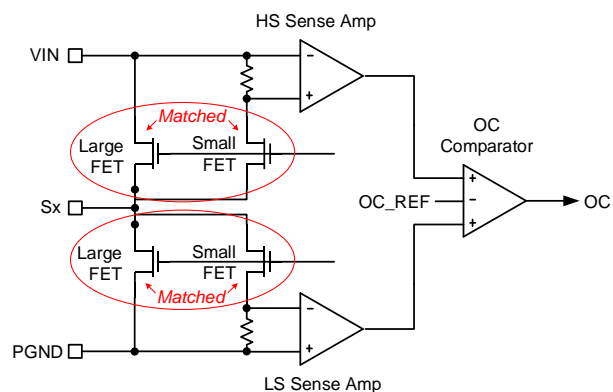 HS Sense Amp
VIN
−
+
Matched
Large
FET
Small
FET
OC
Comparator
+
Sx
OC_REF
−
OC
+
Large
FET
Small
FET
Matched
−
+
PGND
LS Sense Amp